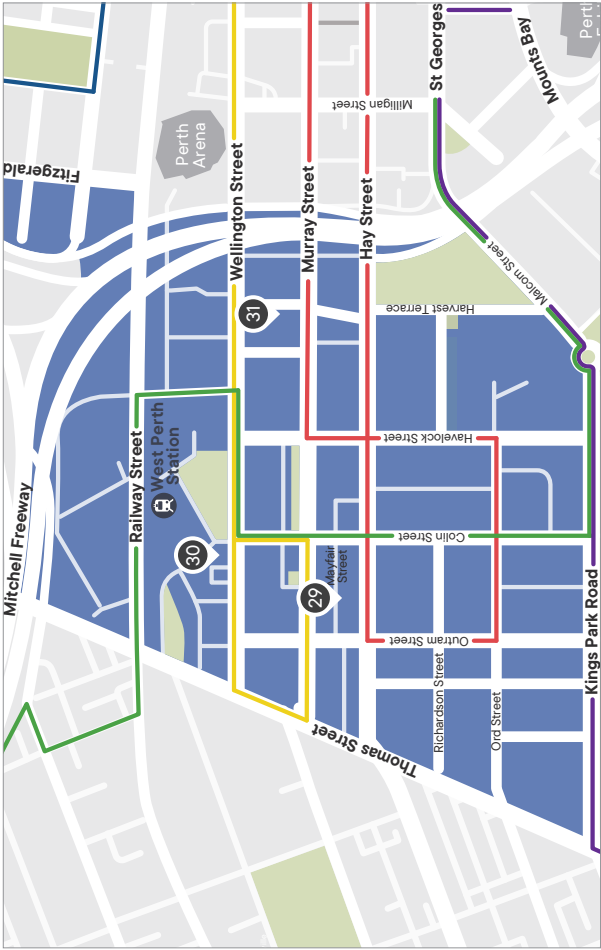 St Georges
Mounts Bay
Perth
Milligan Street
Perth
Arena
Fitzgerald
Wellington Street
Murray Street
Hay Street
Malcom Street
Harvest Terrace
31
Havelock Street
West Perth
Station
Railway Street
Mitchell Freeway
Colin Street
30
Mayfair
Street
29
Outram Street
Kings Park Road
Richardson Street
Ord Street
Thomas Street